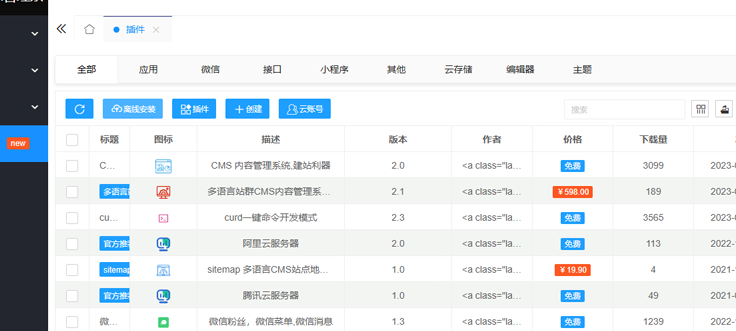 new
插件
全部 应用 微信 接口 小程序 其他 云存储 编辑器 主题
离线安装 插件 创建 云账号 搜索
标题 图标 描述 版本 作者 价格 下载量
C... CMS 内容管理系统,建站利器 2.0 <a class="la... 免费 3099 2023-0
多语言 多语言站群CMS内容管理系... 2.1 <a class="la... ¥598.00 189 2023-0
cu... curd一键命令开发模式 2.3 <a class="la... 免费 3565 2023-0
官方推 阿里云服务器 2.0 <a class="la... 免费 113 2022-1
sitemap sitemap 多语言CMS站点地... 1.0 <a class="la... ¥19.90 4 2021-1
官方推 腾讯云服务器 1.0 <a class="la... 免费 49 2021-0
微... 微信粉丝，微信菜单,微信消息 1.3 <a class="la... 免费 1239 2022-